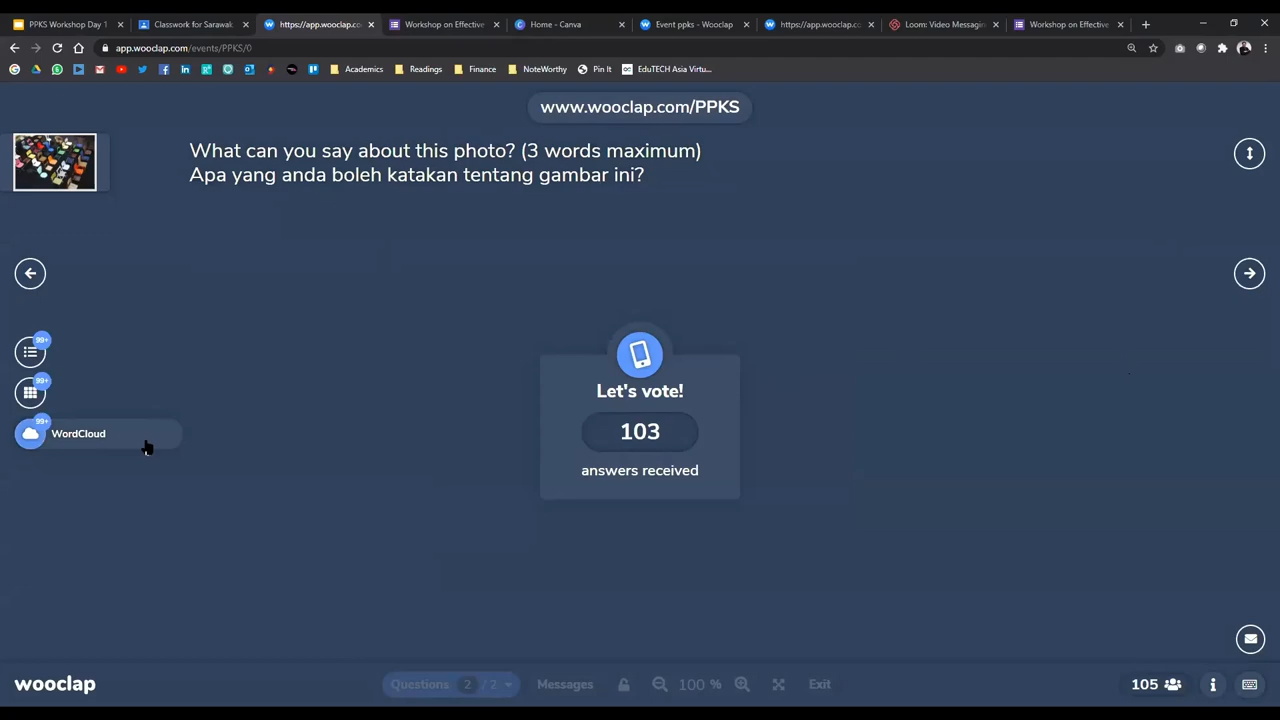 PPKS Workshop Day 1
Classwork for Sarawak
https://app.wooclap.co
Workshop on Effective
Home - Canva
Event ppks - Wooclap
https://app.wooclap.co
Loom: Video Messagin
Workshop on Effective
app.wooclap.com/events/PPKS/0
Academics
Readings
Finance
NoteWorthy
Pin It
EduTECH Asia Virtu...
www.wooclap.com/PPKS
What can you say about this photo? (3 words maximum)
Apa yang anda boleh katakan tentang gambar ini?
99+
99+
99+
WordCloud
Let's vote!
103
answers received
wooclap
Questions 2 / 2
Messages
100 %
Exit
105